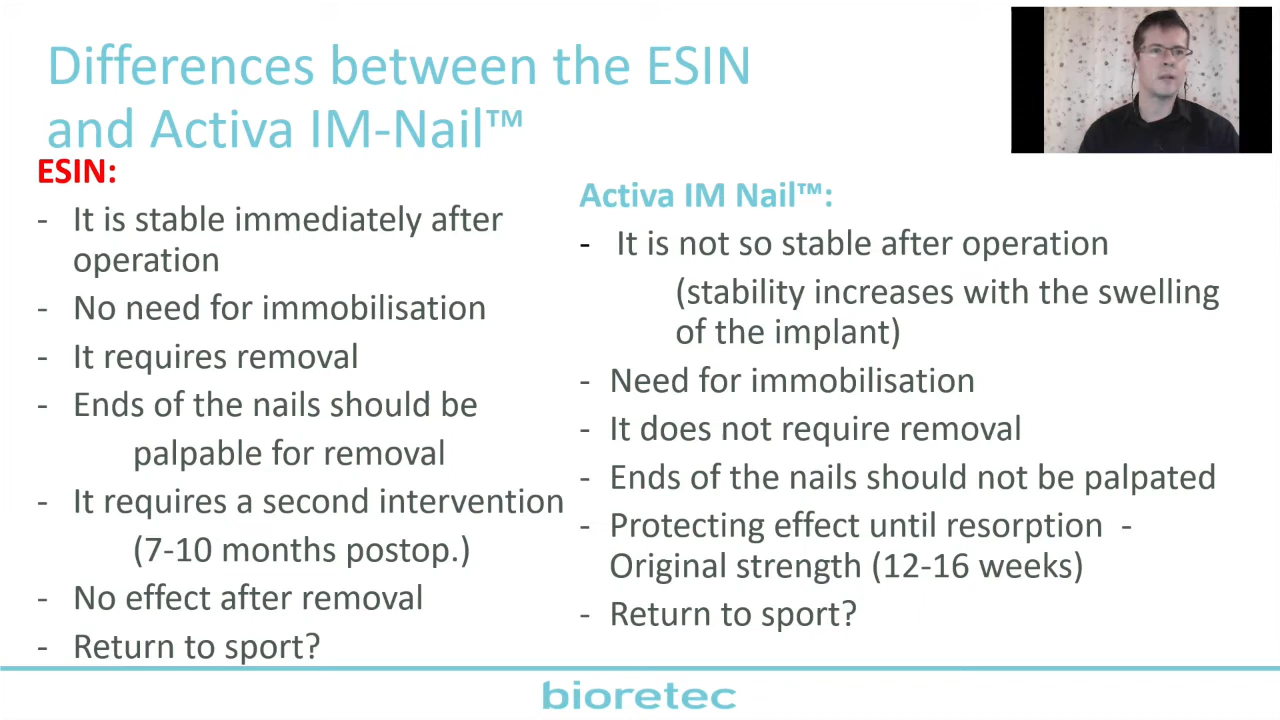 Differences between the ESIN
and Activa IM-Nail™
ESIN:
- It is stable immediately after
operation
- No need for immobilisation
- It requires removal
- Ends of the nails should be
palpable for removal
- It requires a second intervention
(7-10 months postop.)
- No effect after removal
- Return to sport?
Activa IM Nail™:
- It is not so stable after operation
(stability increases with the swelling
of the implant)
- Need for immobilisation
- It does not require removal
- Ends of the nails should not be palpated
- Protecting effect until resorption -
Original strength (12-16 weeks)
- Return to sport?
bioretec